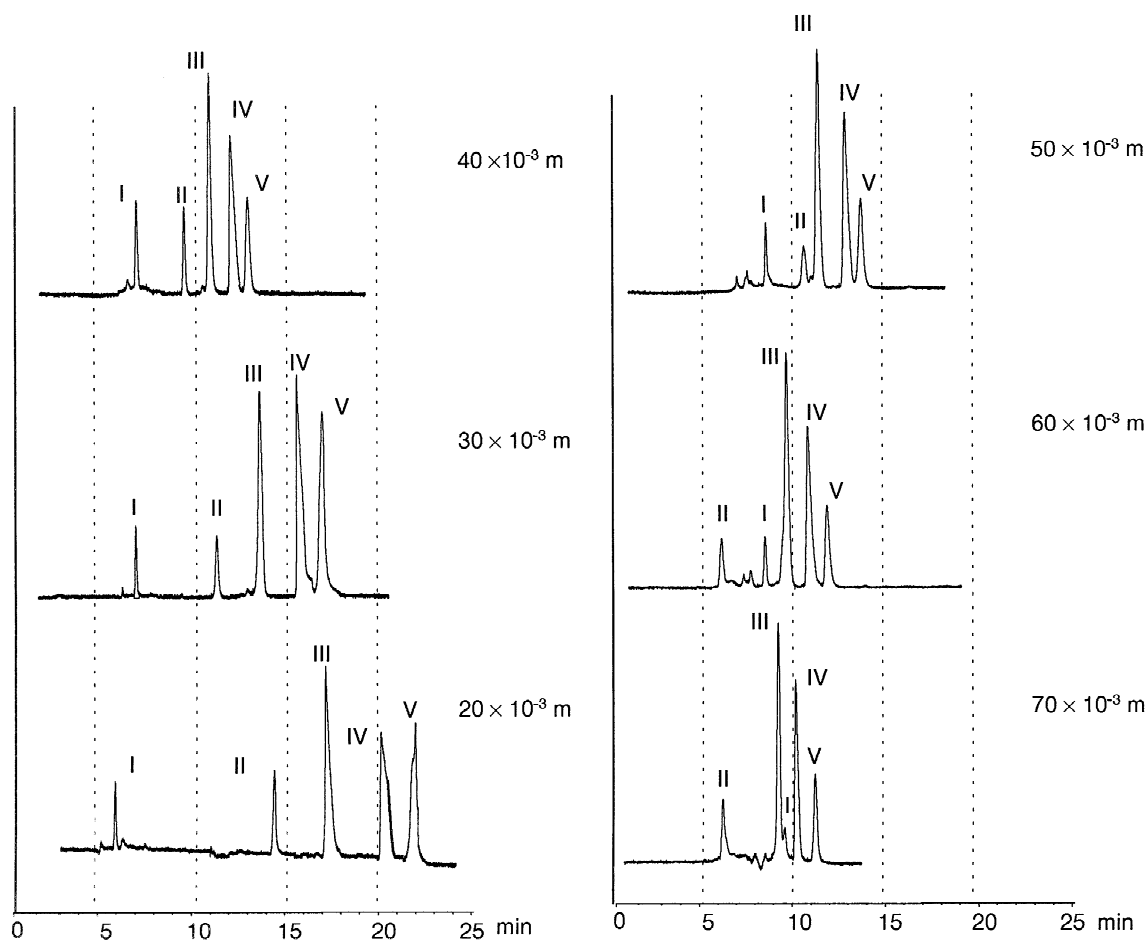 III
IV
I
II
V
40 ×10⁻³ m
III
IV
V
I
II
30 × 10⁻³ m
III
IV
V
I
II
20 × 10⁻³ m
0 5 10 15 20 25 min
III
IV
V
I
II
50 × 10⁻³ m
III
IV
V
II
I
60 × 10⁻³ m
III
IV
V
II
I
70 × 10⁻³ m
0 5 10 15 20 25 min